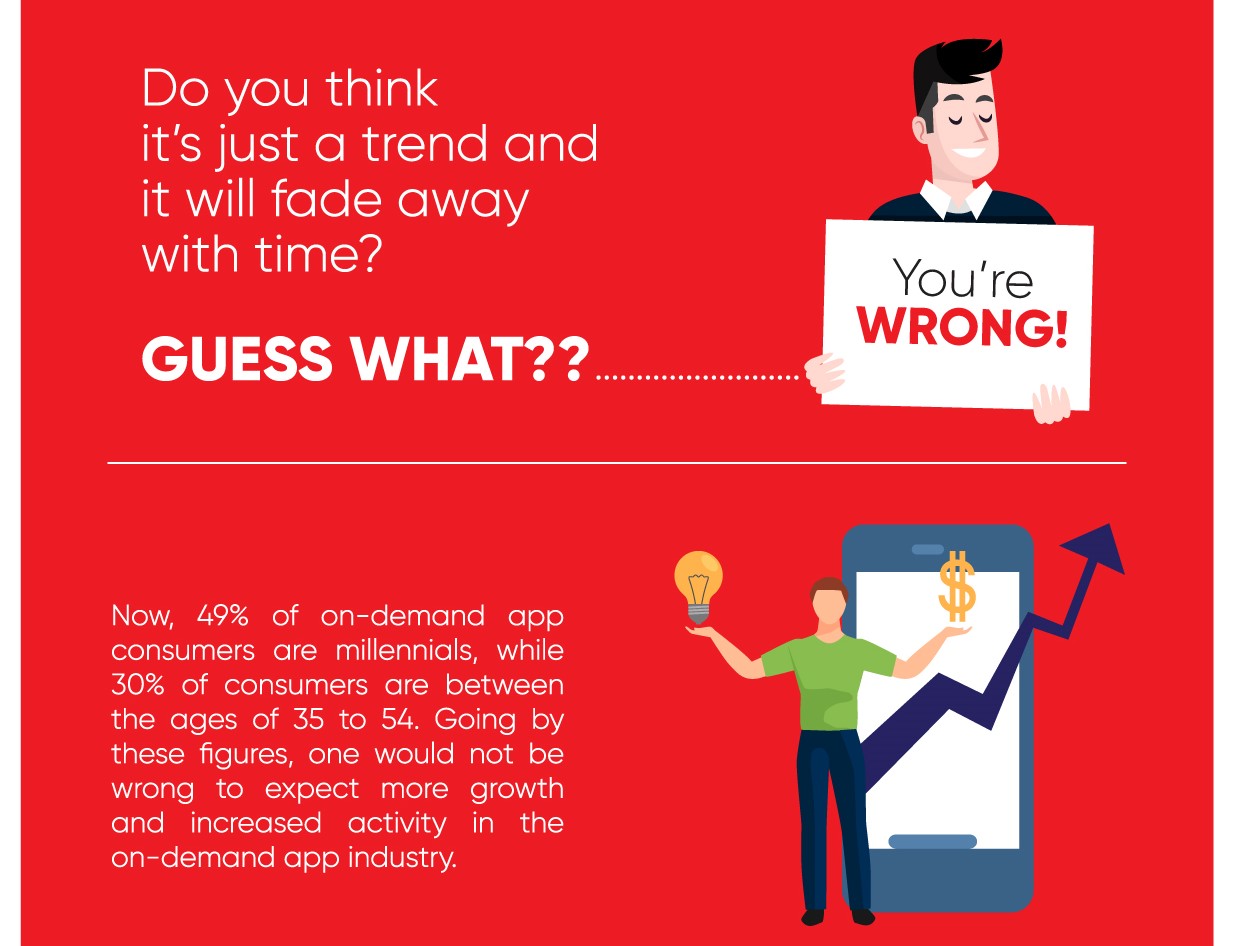 Do you think
it's just a trend and
it will fade away
with time?
GUESS WHAT??.........................
You're
WRONG!
$
Now, 49% of on-demand app
consumers are millennials, while
30% of consumers are between
the ages of 35 to 54. Going by
these figures, one would not be
wrong to expect more growth
and increased activity in the
on-demand app industry.